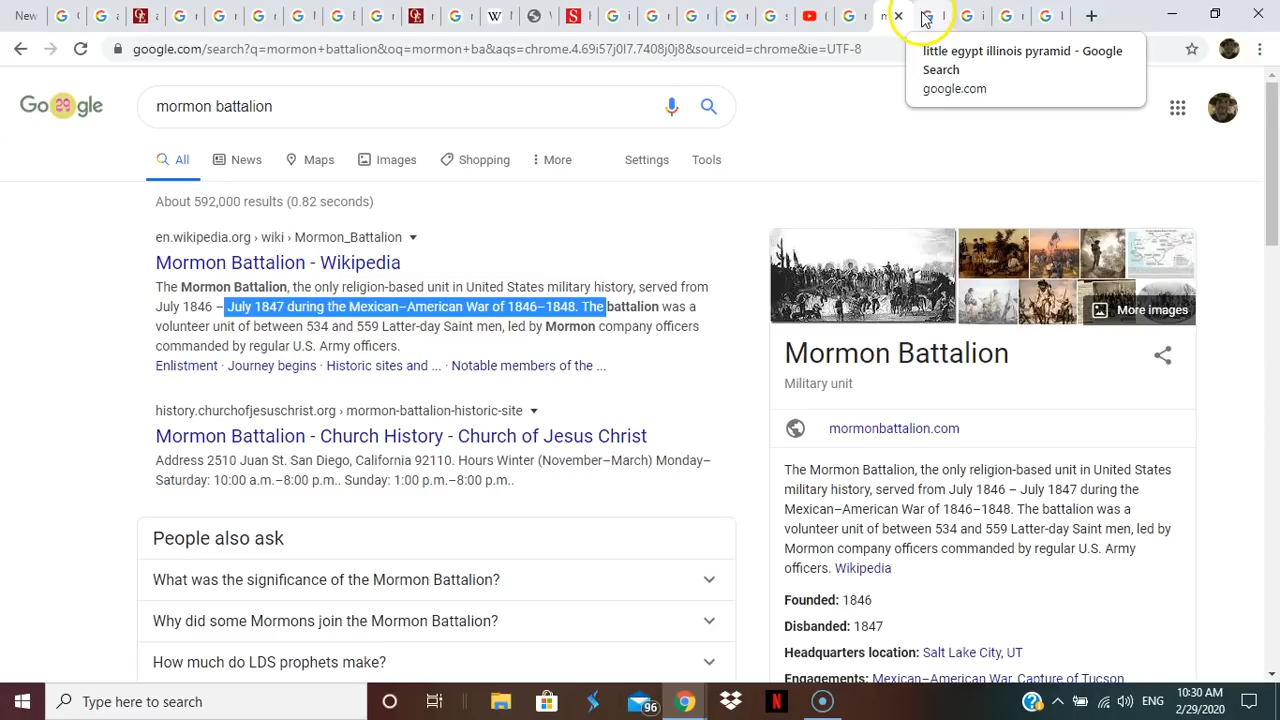 New
google.com/search?q=mormon+battalion&oq=mormon+ba&aqs=chrome.4.69i57j0l7.7408j0j8&sourceid=chrome&ie=UTF-8
little egypt illinois pyramid - Google
Search
google.com
Google
29
mormon battalion
All
News
Maps
Images
Shopping
More
Settings
Tools
About 592,000 results (0.82 seconds)
en.wikipedia.org › wiki › Mormon_Battalion
Mormon Battalion - Wikipedia
The Mormon Battalion, the only religion-based unit in United States military history, served from
July 1846 – July 1847 during the Mexican–American War of 1846–1848. The battalion was a
volunteer unit of between 534 and 559 Latter-day Saint men, led by Mormon company officers
commanded by regular U.S. Army officers.
Enlistment · Journey begins · Historic sites and ... · Notable members of the ...
history.churchofjesuschrist.org › mormon-battalion-historic-site
Mormon Battalion - Church History - Church of Jesus Christ
Address 2510 Juan St. San Diego, California 92110. Hours Winter (November–March) Monday–
Saturday: 10:00 a.m.–8:00 p.m.. Sunday: 1:00 p.m.–8:00 p.m..
People also ask
What was the significance of the Mormon Battalion?
Why did some Mormons join the Mormon Battalion?
How much do LDS prophets make?
More images
Mormon Battalion
Military unit
mormonbattalion.com
The Mormon Battalion, the only religion-based unit in United States
military history, served from July 1846 – July 1847 during the
Mexican–American War of 1846–1848. The battalion was a
volunteer unit of between 534 and 559 Latter-day Saint men, led by
Mormon company officers commanded by regular U.S. Army
officers. Wikipedia
Founded: 1846
Disbanded: 1847
Headquarters location: Salt Lake City, UT
Engagements: Mexican–American War, Capture of Tucson
Type here to search
96
ENG
10:30 AM
2/29/2020